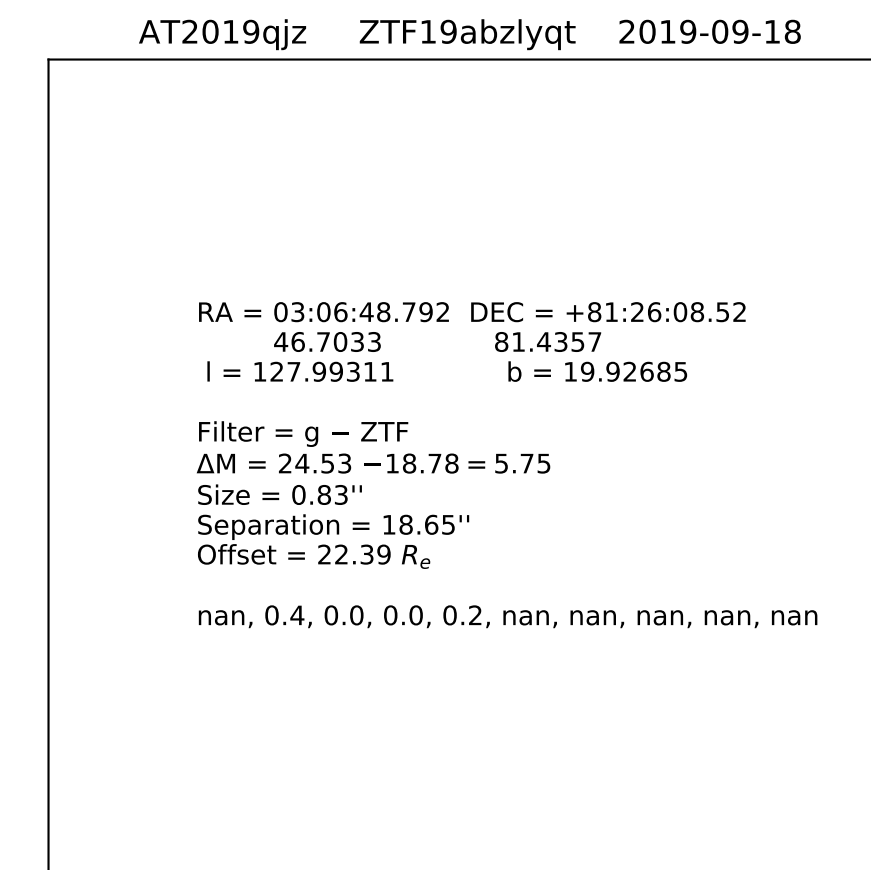 AT2019qjz ZTF19abzlyqt 2019-09-18
RA = 03:06:48.792 DEC = +81:26:08.52
46.7033 81.4357
l = 127.99311 b = 19.92685
Filter = g − ZTF
ΔM = 24.53 −18.78 = 5.75
Size = 0.83''
Separation = 18.65''
Offset = 22.39 Rₑ
nan, 0.4, 0.0, 0.0, 0.2, nan, nan, nan, nan, nan